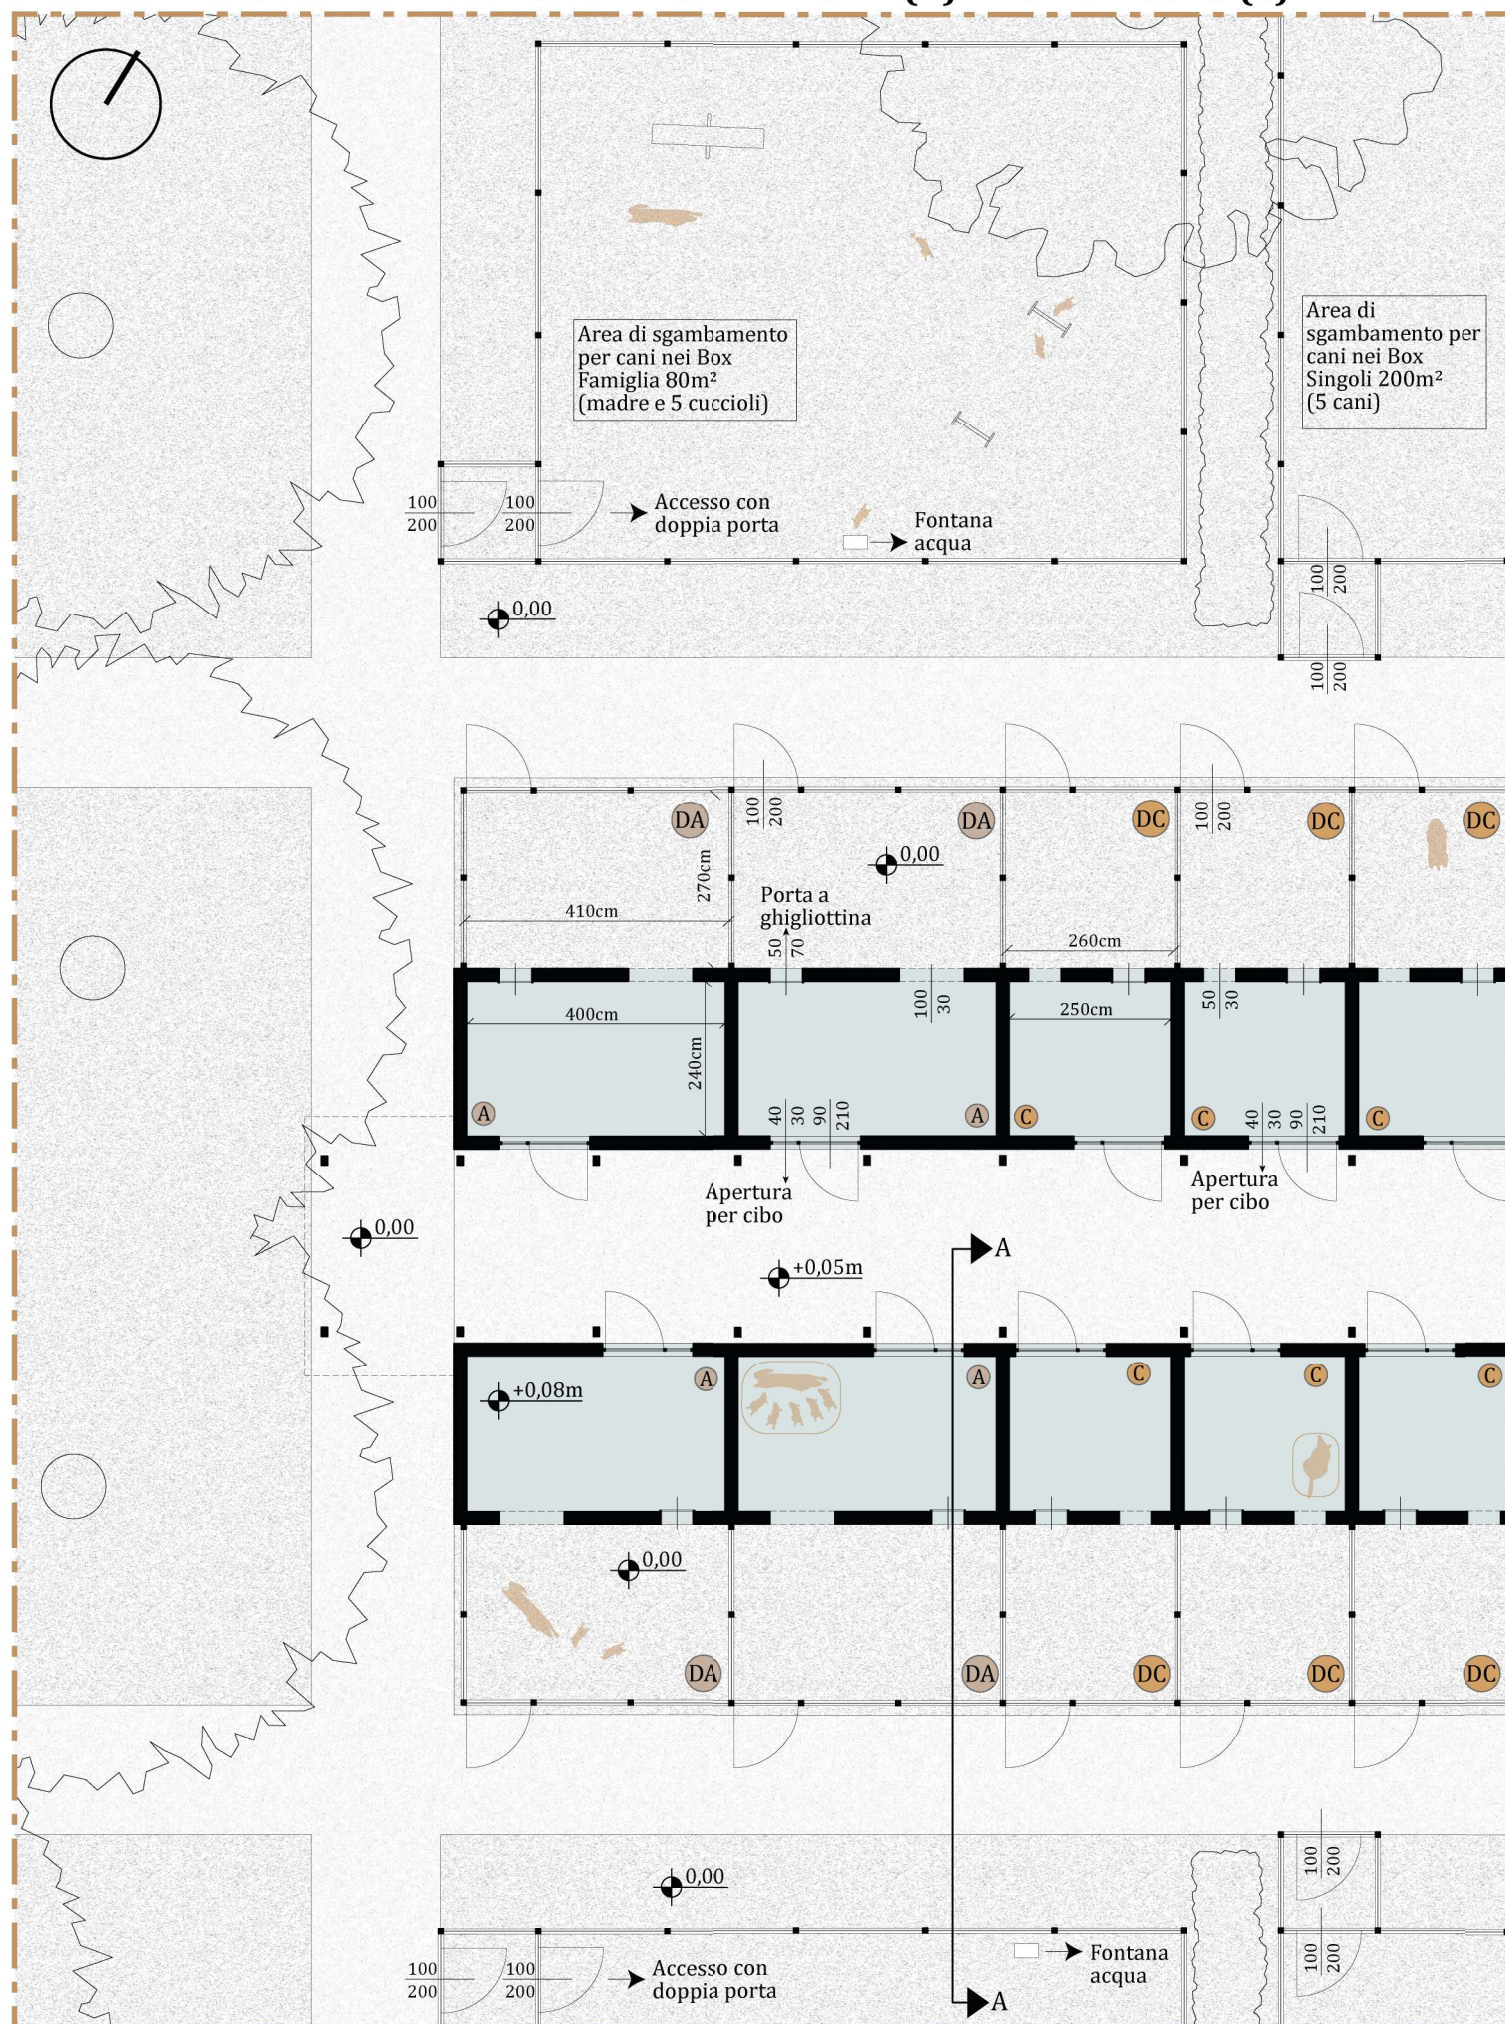 Area di sgambamento
per cani nei Box
Famiglia 80m²
(madre e 5 cuccioli)
Area di
sgambamento per
cani nei Box
Singoli 200m²
(5 cani)
100
200
100
200
Accesso con
doppia porta
Fontana
acqua
100
200
0,00
100
200
DA
100
200
DA
DC
100
200
DC
DC
270cm
0,00
Porta a
ghigliottina
410cm
50
70
260cm
400cm
100
30
250cm
50
30
240cm
A
40
30
90
210
A
C
C
40
30
90
210
C
Apertura
per cibo
Apertura
per cibo
0,00
+0,05m
A
+0,08m
A
A
C
C
C
0,00
DA
DA
DC
DC
DC
100
200
0,00
100
200
100
200
Accesso con
doppia porta
Fontana
acqua
100
200
A